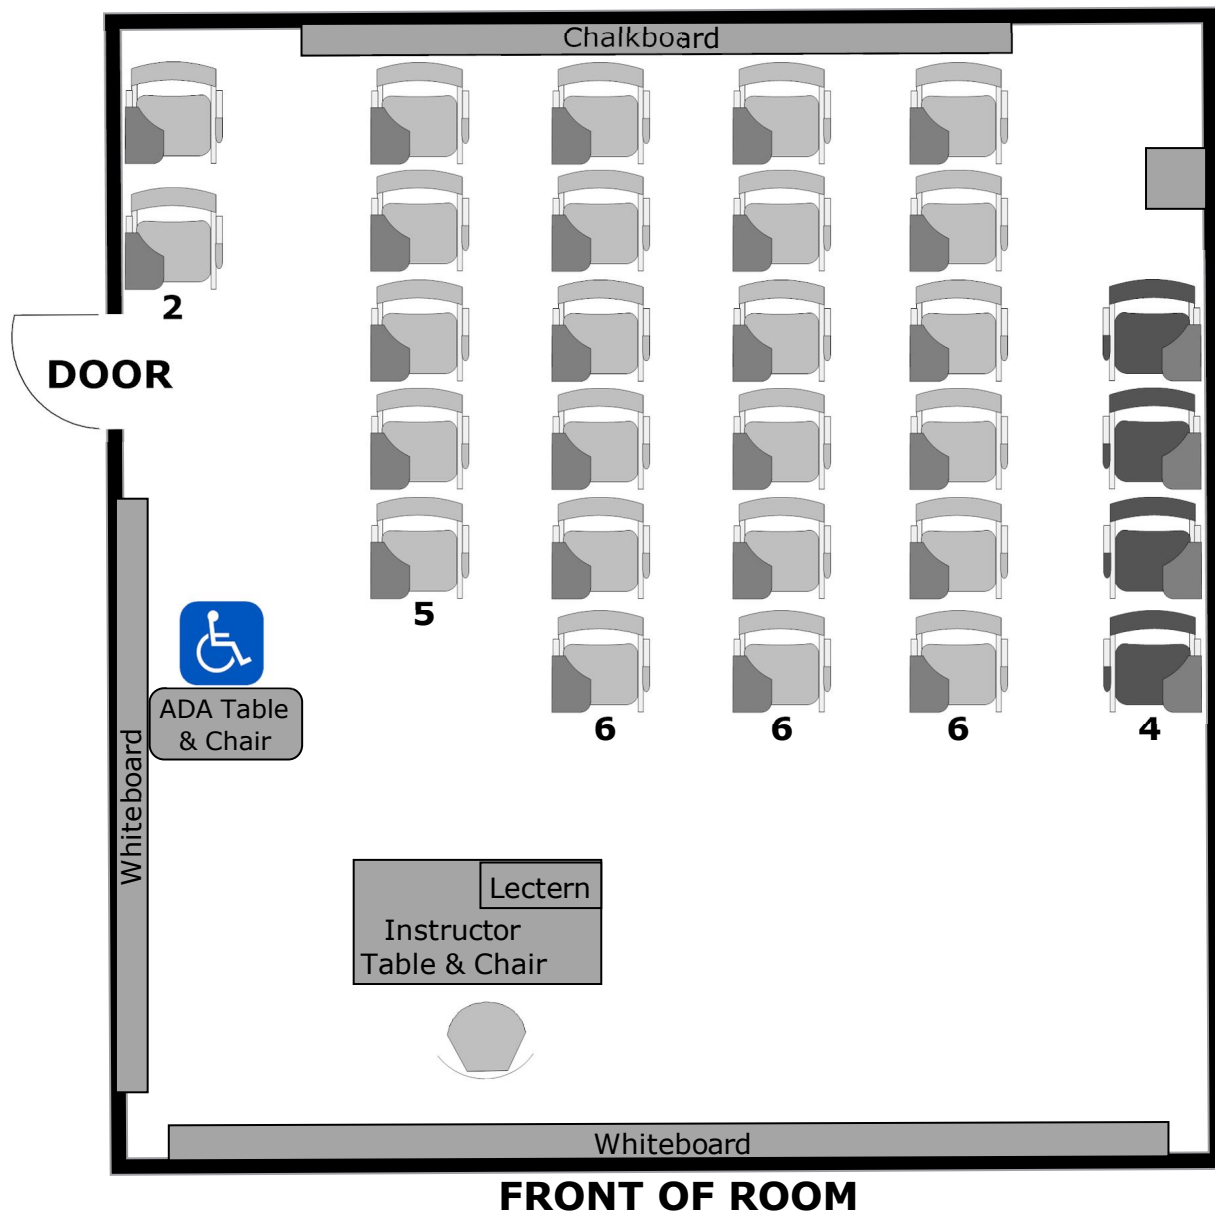 Chalkboard
2
DOOR
5
6
6
6
4
ADA Table
& Chair
Whiteboard
Lectern
Instructor
Table & Chair
Whiteboard
FRONT OF ROOM